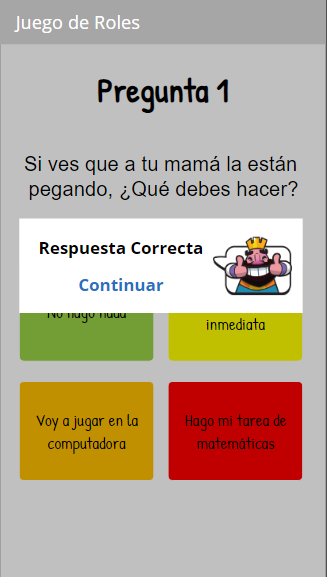 Juego de Roles
Pregunta 1
Si ves que a tu mamá la están
pegando, ¿Qué debes hacer?
Respuesta Correcta
Continuar
No hago nada
inmediata
Voy a jugar en la
computadora
Hago mi tarea de
matemáticas